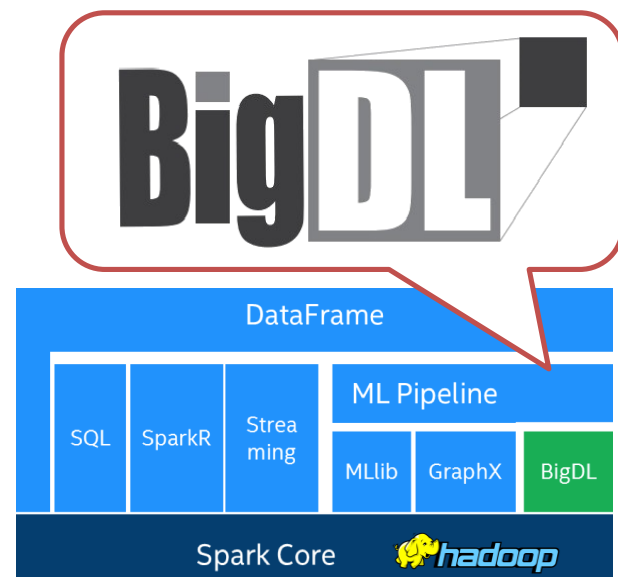 BigDL
DataFrame
ML Pipeline
SQL
SparkR
Strea
ming
MLlib
GraphX
BigDL
Spark Core
hadoop